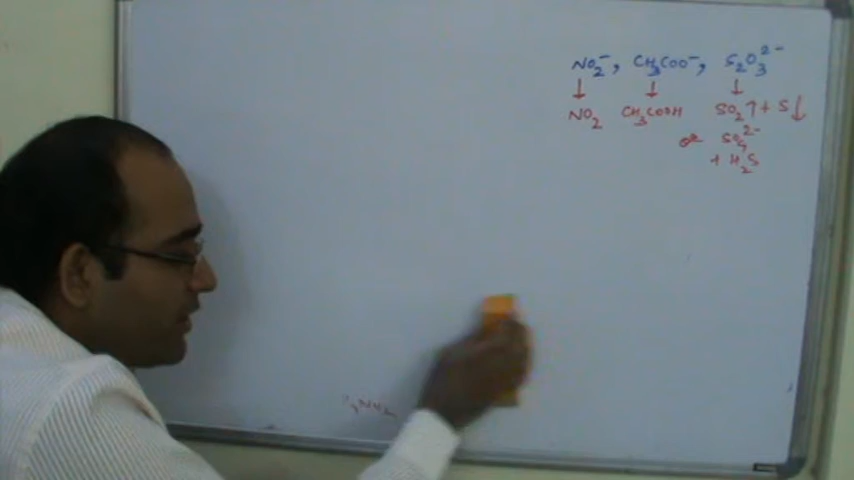 NO₂⁻, CH₃COO⁻, S₂O₃²⁻
↓ ↓ ↓
NO₂ CH₃COOH SO₂↑ + S↓
or SO₄²⁻
+ H₂S